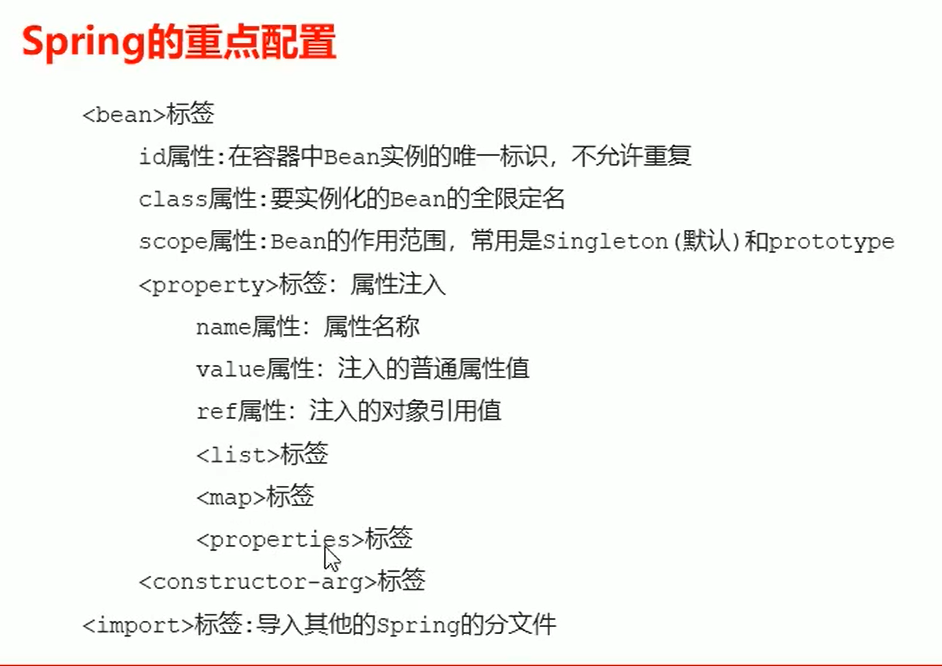 Spring的重点配置
<bean>标签
id属性:在容器中Bean实例的唯一标识，不允许重复
class属性:要实例化的Bean的全限定名
scope属性:Bean的作用范围，常用是Singleton(默认)和prototype
<property>标签：属性注入
name属性：属性名称
value属性：注入的普通属性值
ref属性：注入的对象引用值
<list>标签
<map>标签
<properties>标签
<constructor-arg>标签
<import>标签:导入其他的Spring的分文件